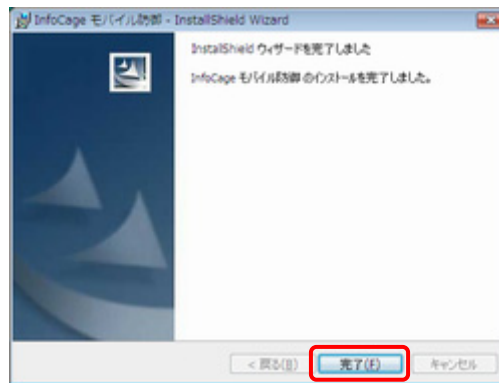 InfoCage モバイル防御 - InstallShield Wizard
InstallShield ウィザードを完了しました
InfoCage モバイル防御 のインストールを完了しました。
< 戻る(B)
完了(F)
キャンセル